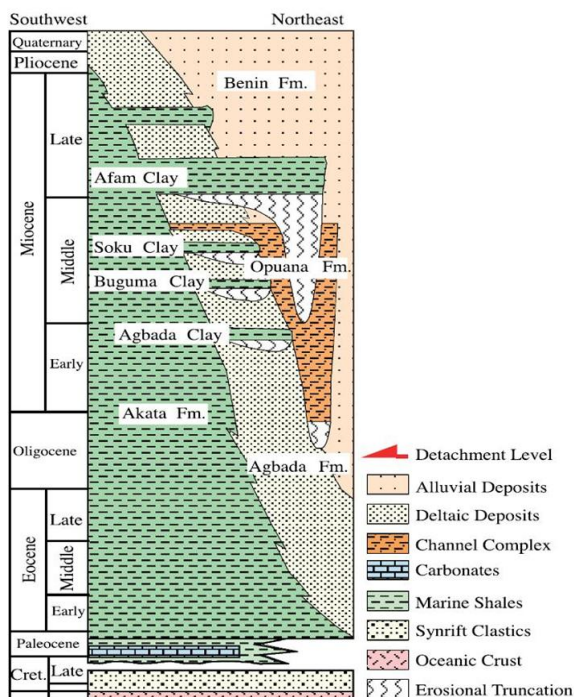 Southwest Northeast
Quaternary
Pliocene
Benin Fm.
Late
Afam Clay
Miocene
Middle
Soku Clay
Opuana Fm.
Buguma Clay
Agbada Clay
Early
Akata Fm.
Oligocene
Agbada Fm.
Eocene
Late
Middle
Early
Paleocene
Cret. Late
Detachment Level
Alluvial Deposits
Deltaic Deposits
Channel Complex
Carbonates
Marine Shales
Synrift Clastics
Oceanic Crust
Erosional Truncation